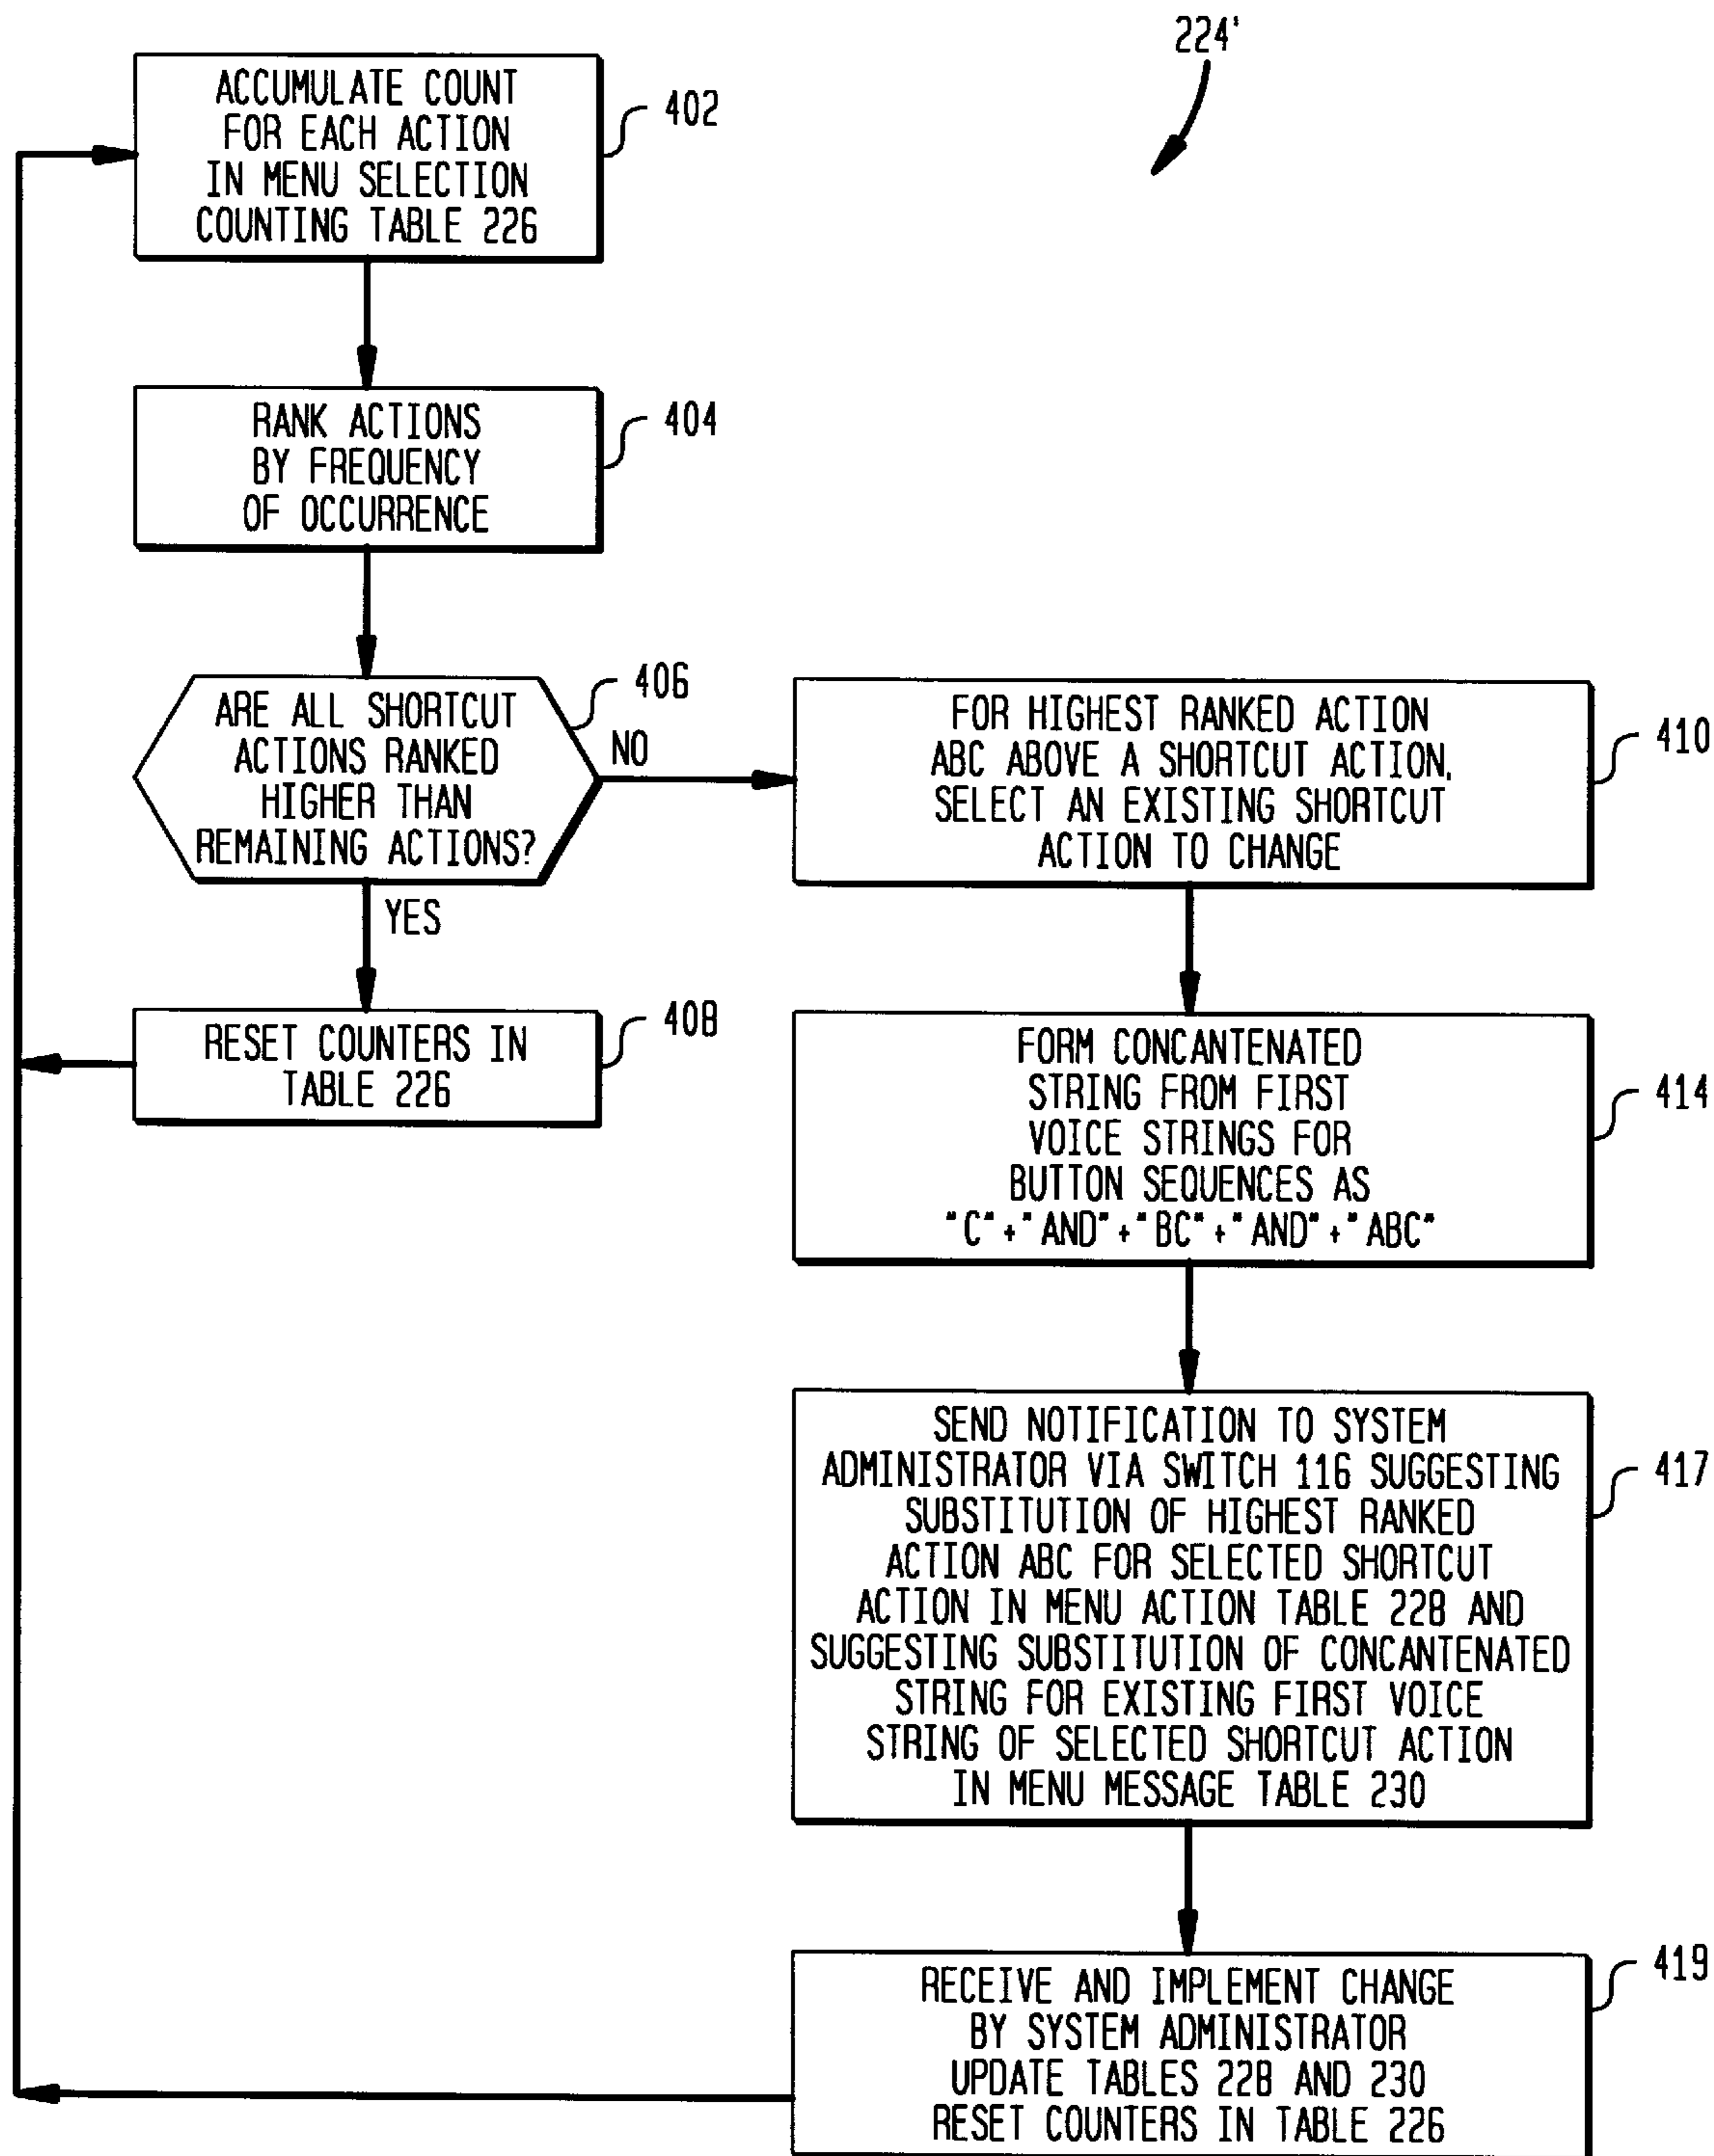 224'
ACCUMULATE COUNT
FOR EACH ACTION
IN MENU SELECTION
COUNTING TABLE 226
402
RANK ACTIONS
BY FREQUENCY
OF OCCURRENCE
404
ARE ALL SHORTCUT
ACTIONS RANKED
HIGHER THAN
REMAINING ACTIONS?
406
NO
YES
RESET COUNTERS IN
TABLE 226
408
FOR HIGHEST RANKED ACTION
ABC ABOVE A SHORTCUT ACTION,
SELECT AN EXISTING SHORTCUT
ACTION TO CHANGE
410
FORM CONCANTENATED
STRING FROM FIRST
VOICE STRINGS FOR
BUTTON SEQUENCES AS
"C"+"AND"+"BC"+"AND"+"ABC"
414
SEND NOTIFICATION TO SYSTEM
ADMINISTRATOR VIA SWITCH 116 SUGGESTING
SUBSTITUTION OF HIGHEST RANKED
ACTION ABC FOR SELECTED SHORTCUT
ACTION IN MENU ACTION TABLE 228 AND
SUGGESTING SUBSTITUTION OF CONCANTENATED
STRING FOR EXISTING FIRST VOICE
STRING OF SELECTED SHORTCUT ACTION
IN MENU MESSAGE TABLE 230
417
RECEIVE AND IMPLEMENT CHANGE
BY SYSTEM ADMINISTRATOR
UPDATE TABLES 228 AND 230
RESET COUNTERS IN TABLE 226
419